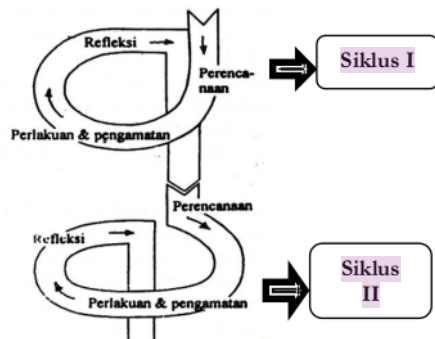 Refleksi
Perenca-
naan
Siklus I
Perlakuan & pengamatan
Perencanaan
Refleksi
Siklus
II
Perlakuan & pengamatan